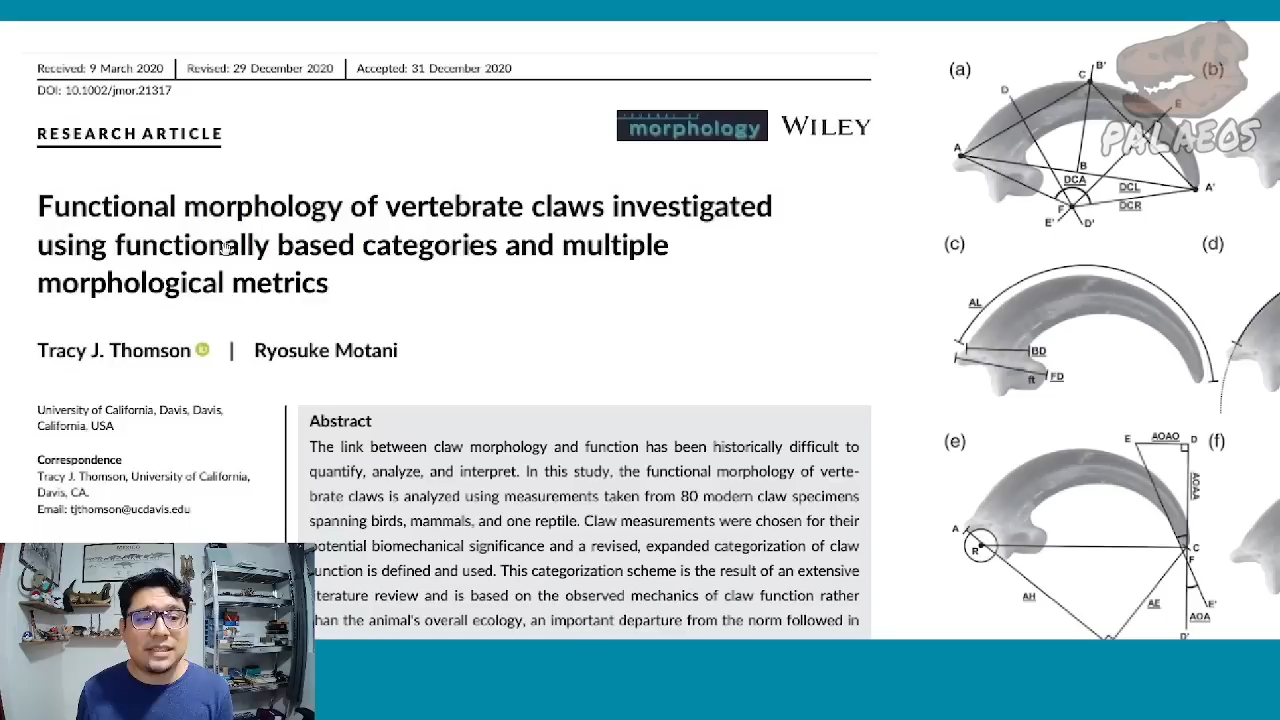 Received: 9 March 2020
Revised: 29 December 2020
Accepted: 31 December 2020
DOI: 10.1002/jmor.21317
RESEARCH ARTICLE
JOURNAL OF
morphology
WILEY
Functional morphology of vertebrate claws investigated
using functionally based categories and multiple
morphological metrics
Tracy J. Thomson iD | Ryosuke Motani
University of California, Davis, Davis,
California, USA
Correspondence
Tracy J. Thomson, University of California,
Davis, CA.
Email: tjthomson@ucdavis.edu
Abstract
The link between claw morphology and function has been historically difficult to
quantify, analyze, and interpret. In this study, the functional morphology of verte-
brate claws is analyzed using measurements taken from 80 modern claw specimens
spanning birds, mammals, and one reptile. Claw measurements were chosen for their
potential biomechanical significance and a revised, expanded categorization of claw
function is defined and used. This categorization scheme is the result of an extensive
literature review and is based on the observed mechanics of claw function rather
than the animal's overall ecology, an important departure from the norm followed in
MEXICO
(a)
(b)
PALAEOS
A
D
C
B'
E
B
DCA
DCL
DCR
A'
F
E'
D'
(c)
(d)
AL
BD
ft
FD
(e)
(f)
E
AOAO
D
AOAA
A
R
C
F
AH
AE
E'
AOA
D'